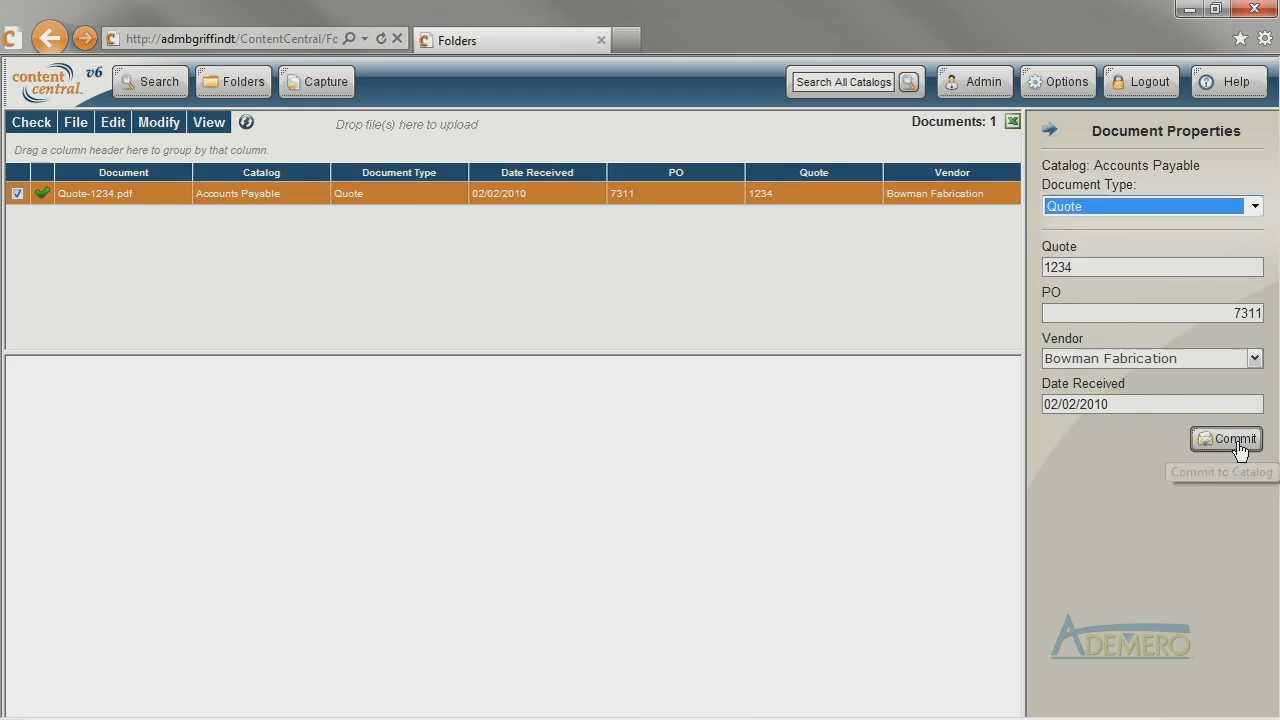 http://admbgriffindt/ContentCentral/Fc
Folders
content central. v6
Search
Folders
Capture
Search All Catalogs
Admin
Options
Logout
Help
Check File Edit Modify View
Drop file(s) here to upload
Documents: 1
Drag a column header here to group by that column.
Document Catalog Document Type Date Received PO Quote Vendor
Quote-1234.pdf Accounts Payable Quote 02/02/2010 7311 1234 Bowman Fabrication
Document Properties
Catalog: Accounts Payable
Document Type:
Quote
Quote
1234
PO
7311
Vendor
Bowman Fabrication
Date Received
02/02/2010
Commit
Commit to Catalog
ADEMERO